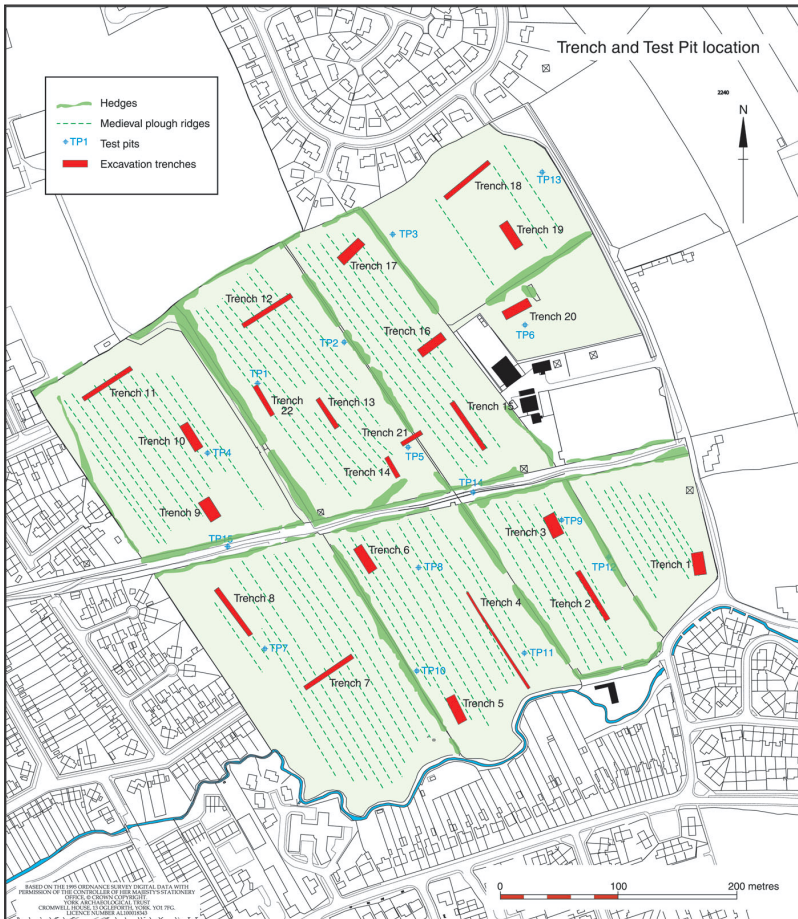 Trench and Test Pit location
2240
N
Hedges
Medieval plough ridges
TP1 Test pits
Excavation trenches
Trench 18
TP13
Trench 19
TP3
Trench 17
Trench 20
TP6
Trench 12
Trench 16
TP2
Trench 11
TP1
Trench
22
Trench 13
Trench 15
Trench 10
TP4
Trench 21
TP5
Trench 14
TP14
Trench 9
TP15
Trench 3
TP9
Trench 6
TP8
TP12
Trench 1
Trench 8
Trench 4
Trench 2
TP7
TP11
Trench 7
TP10
Trench 5
0 100 200 metres
BASED ON THE 1995 ORDNANCE SURVEY DIGITAL DATA WITH
PERMISSION OF THE CONTROLLER OF HER MAJESTY'S STATIONERY
OFFICE, © CROWN COPYRIGHT.
YORK ARCHAEOLOGICAL TRUST
CROMWELL HOUSE, 13 OGLEFORTH, YORK. YO1 7FG.
LICENCE NUMBER AL100018343